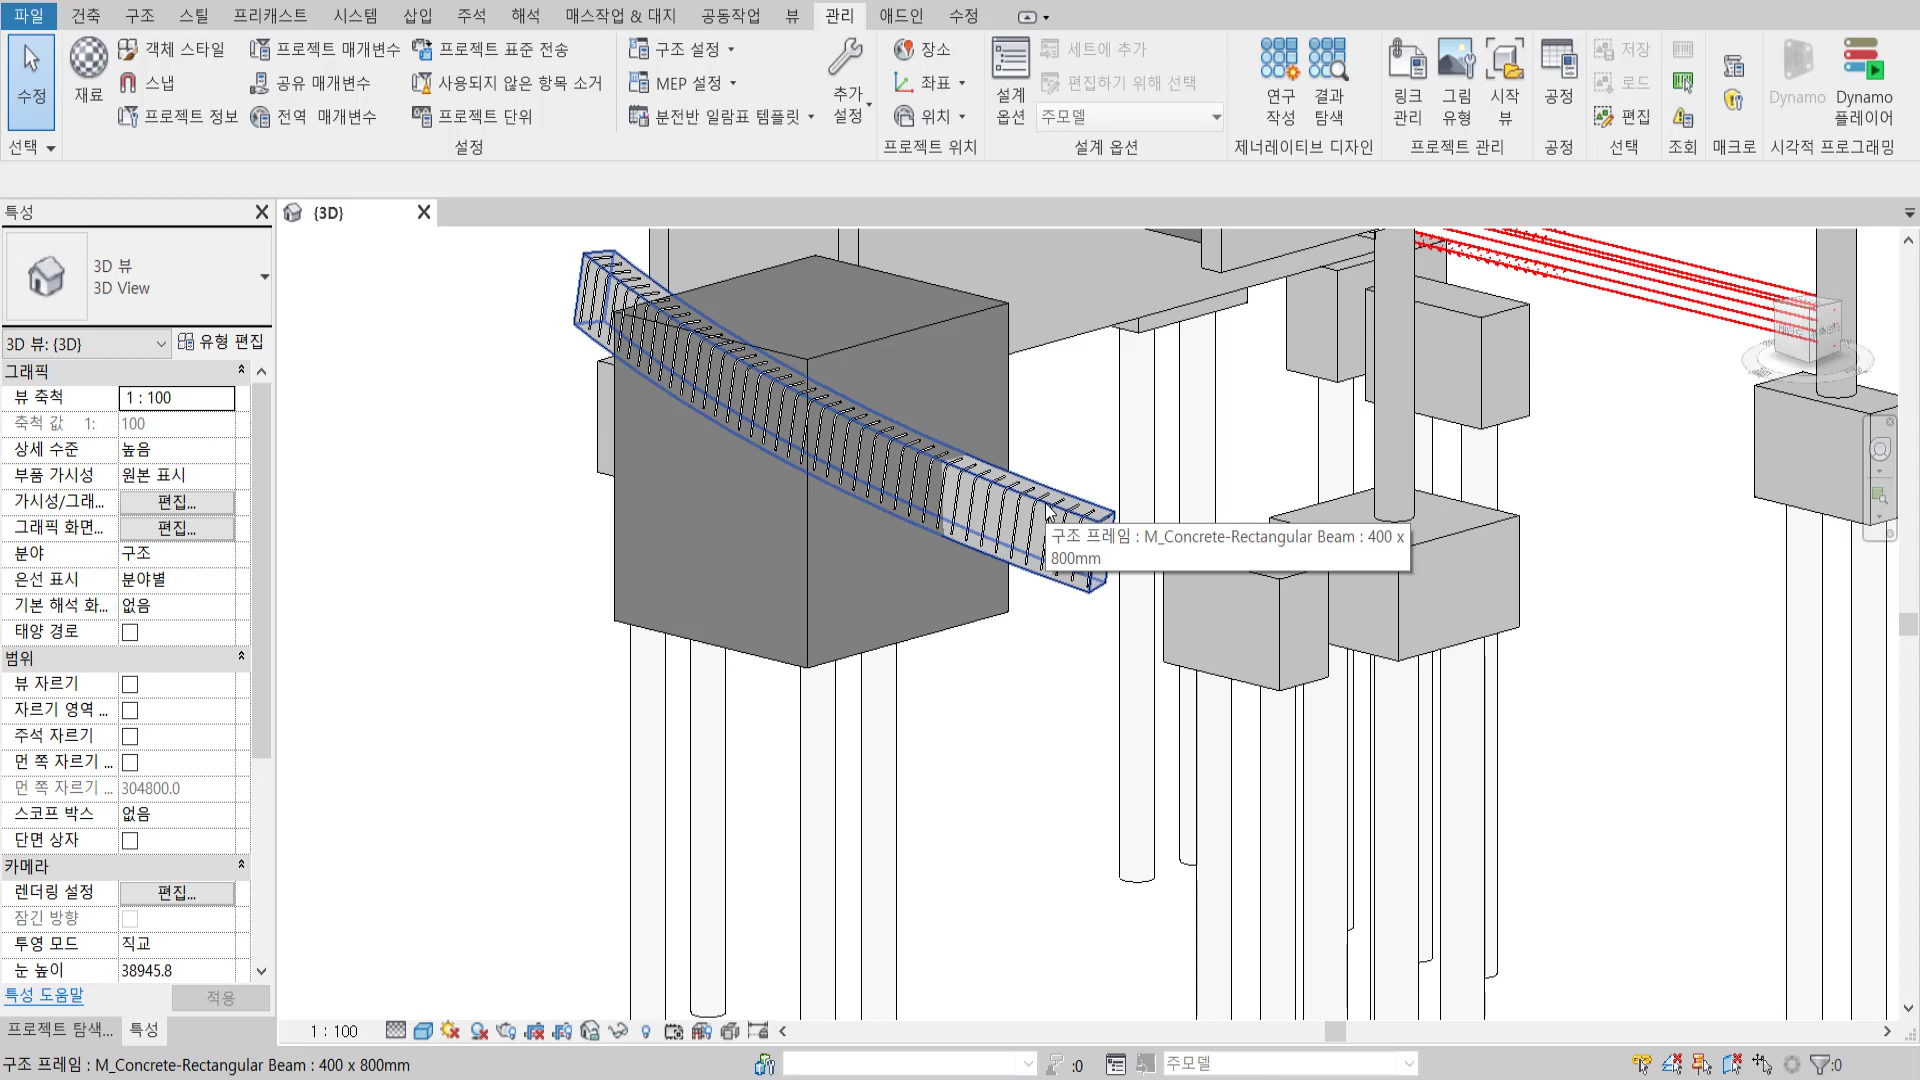 파일 건축 구조 스틸 프리캐스트 시스템 삽입 주석 해석 매스작업 & 대지 공동작업 뷰 관리 애드인 수정
수정
선택
재료
객체 스타일
스냅
프로젝트 정보
프로젝트 매개변수
공유 매개변수
전역 매개변수
프로젝트 표준 전송
사용되지 않은 항목 소거
프로젝트 단위
구조 설정
MEP 설정
분전반 일람표 템플릿
추가
설정
설정
장소
좌표
위치
프로젝트 위치
설계
옵션
세트에 추가
편집하기 위해 선택
주모델
설계 옵션
연구
작성
결과
탐색
제너레이티브 디자인
링크
관리
그림
유형
시작
뷰
프로젝트 관리
공정
공정
저장
로드
편집
선택
조회
매크로
Dynamo
Dynamo
플레이어
시각적 프로그래밍
특성
{3D}
3D 뷰
3D View
3D 뷰: {3D}
유형 편집
그래픽
뷰 축척 1 : 100
축척 값 1: 100
상세 수준 높음
부품 가시성 원본 표시
가시성/그래... 편집...
그래픽 화면... 편집...
분야 구조
은선 표시 분야별
기본 해석 화... 없음
태양 경로
범위
뷰 자르기
자르기 영역 ...
주석 자르기
먼 쪽 자르기 ...
먼 쪽 자르기 ... 304800.0
스코프 박스 없음
단면 상자
카메라
렌더링 설정 편집...
잠긴 방향
투영 모드 직교
눈 높이 38945.8
특성 도움말
적용
프로젝트 탐색... 특성
구조 프레임 : M_Concrete-Rectangular Beam : 400 x
800mm
1 : 100
구조 프레임 : M_Concrete-Rectangular Beam : 400 x 800mm
:0
주모델
:0